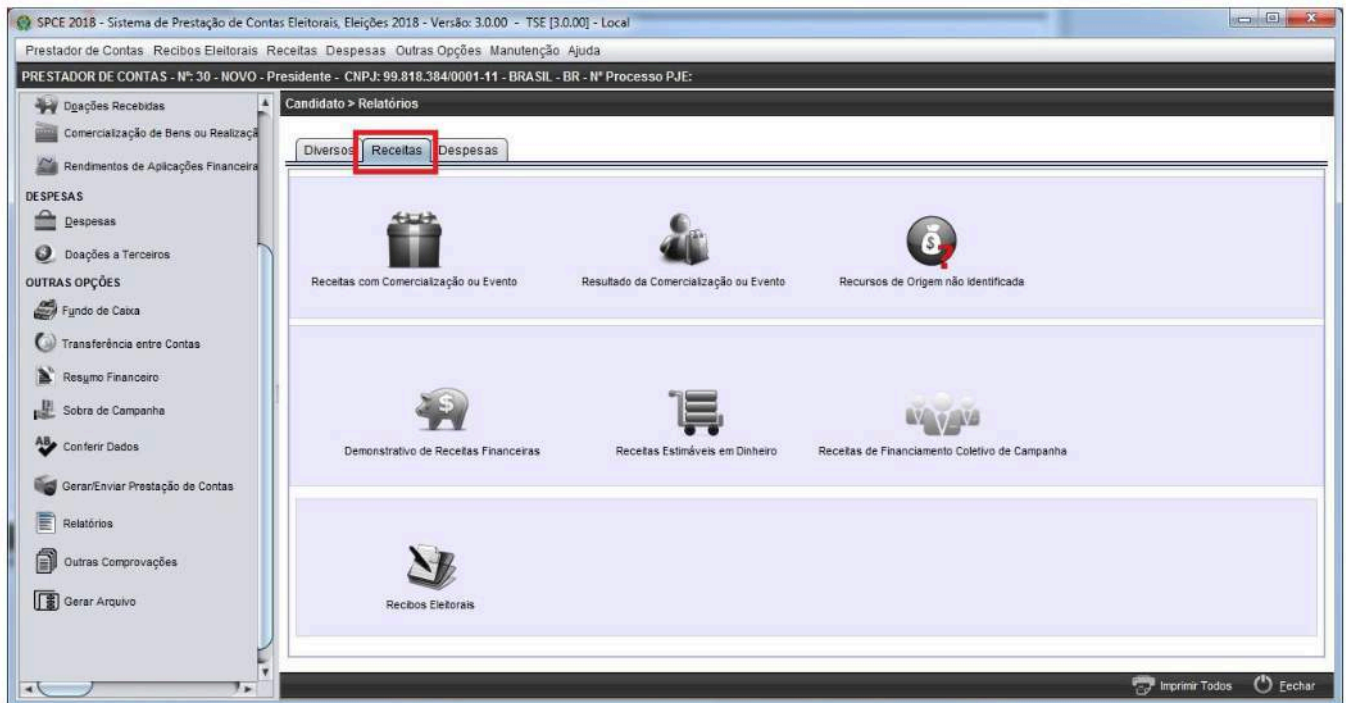 SPCE 2018 - Sistema de Prestação de Contas Eleitorais, Eleições 2018 - Versão: 3.0.00 - TSE [3.0.00] - Local
Prestador de Contas Recibos Eleitorais Receitas Despesas Outras Opções Manutenção Ajuda
PRESTADOR DE CONTAS - Nº: 30 - NOVO - Presidente - CNPJ: 99.818.384/0001-11 - BRASIL - BR - Nº Processo PJE:
Doações Recebidas
Comercialização de Bens ou Realizaçã
Rendimentos de Aplicações Financeira
DESPESAS
Despesas
Doações a Terceiros
OUTRAS OPÇÕES
Fundo de Caixa
Transferência entre Contas
Resumo Financeiro
Sobra de Campanha
Conferir Dados
Gerar/Enviar Prestação de Contas
Relatórios
Outras Comprovações
Gerar Arquivo
Candidato > Relatórios
Diversos Receitas Despesas
Receitas com Comercialização ou Evento
Resultado da Comercialização ou Evento
Recursos de Origem não Identificada
Demonstrativo de Receitas Financeiras
Receitas Estimáveis em Dinheiro
Receitas de Financiamento Coletivo de Campanha
Recibos Eleitorais
Imprimir Todos Fechar